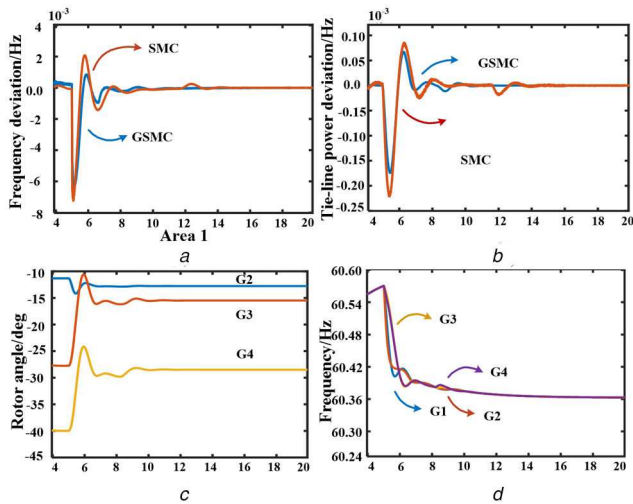 10⁻³
Frequency deviation/Hz
4
2
0.0
-2
-4
-6
-8
SMC
GSMC
4 6 8 10 12 14 16 18 20
Area 1
a
10⁻³
Tie-line power deviation/Hz
0.10
0.05
0.0
-0.05
-0.10
-0.15
-0.20
-0.25
GSMC
SMC
4 6 8 10 12 14 16 18 20
b
Rotor angle/deg
-10
-15
-20
-25
-30
-35
-40
-45
G2
G3
G4
4 6 8 10 12 14 16 18 20
c
Frequency/Hz
60.60
60.54
60.48
60.42
60.36
60.30
60.24
G3
G4
G1
G2
4 6 8 10 12 14 16 18 20
d